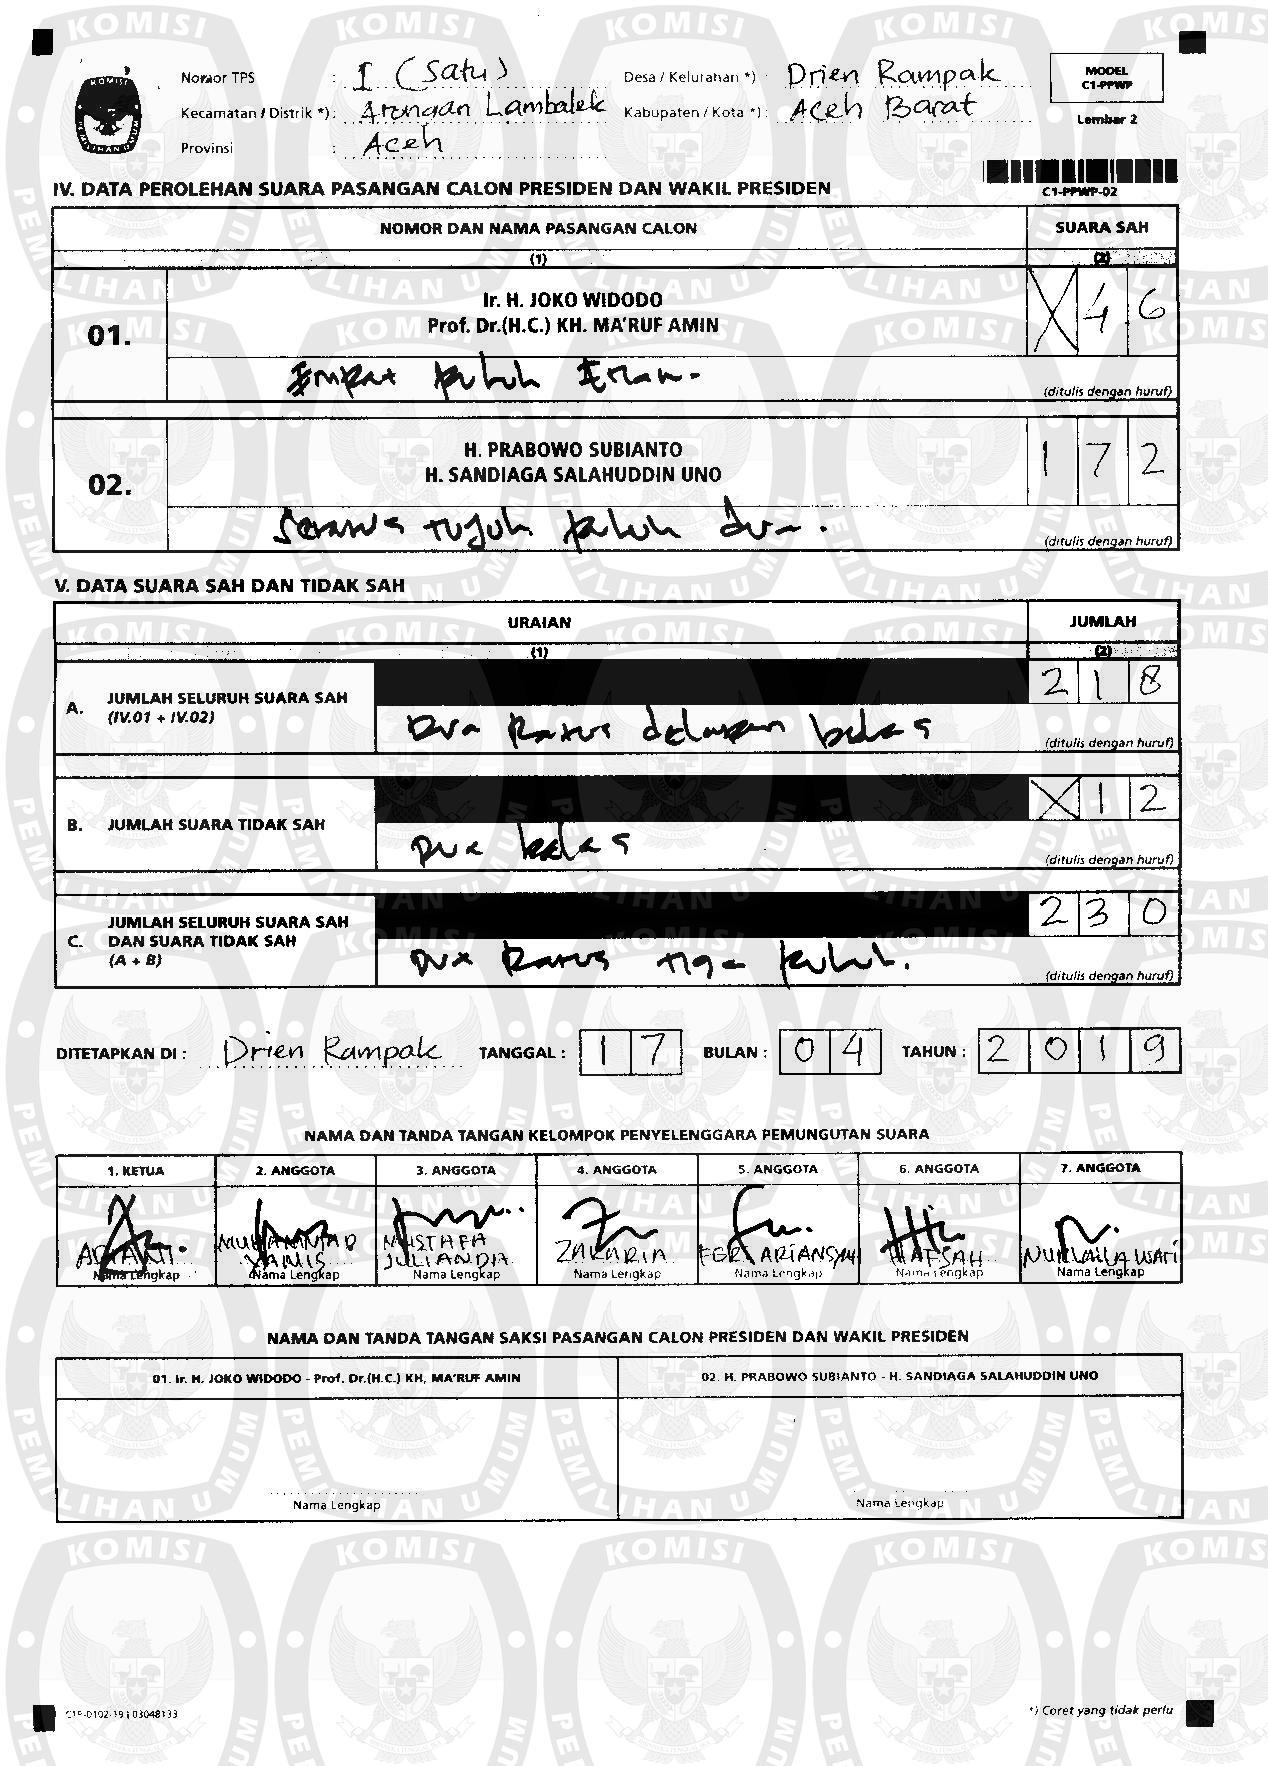 Nomor TPS : I (Satu)
Desa / Kelurahan *) : Drien Rampak
Kecamatan / Distrik *) : Arongan Lambalek
Kabupaten / Kota *) : Aceh Barat
Provinsi : Aceh
MODEL
C1-PPWP
Lembar 2
C1-PPWP-02
IV. DATA PEROLEHAN SUARA PASANGAN CALON PRESIDEN DAN WAKIL PRESIDEN
NOMOR DAN NAMA PASANGAN CALON SUARA SAH
(1) (2)
01. Ir. H. JOKO WIDODO
Prof. Dr.(H.C.) KH. MA'RUF AMIN
X 4 6
Empat puluh Enam
(ditulis dengan huruf)
02. H. PRABOWO SUBIANTO
H. SANDIAGA SALAHUDDIN UNO
1 7 2
Seratus tujuh puluh dua.
(ditulis dengan huruf)
V. DATA SUARA SAH DAN TIDAK SAH
URAIAN JUMLAH
(1) (2)
A. JUMLAH SELURUH SUARA SAH
(IV.01 + IV.02)
2 1 8
Dua Ratus delapan belas
(ditulis dengan huruf)
B. JUMLAH SUARA TIDAK SAH
X 1 2
Dua belas
(ditulis dengan huruf)
C. JUMLAH SELURUH SUARA SAH
DAN SUARA TIDAK SAH
(A + B)
2 3 0
Dua Ratus tiga puluh.
(ditulis dengan huruf)
DITETAPKAN DI : Drien Rampak TANGGAL : 1 7 BULAN : 0 4 TAHUN : 2 0 1 9
NAMA DAN TANDA TANGAN KELOMPOK PENYELENGGARA PEMUNGUTAN SUARA
1. KETUA 2. ANGGOTA 3. ANGGOTA 4. ANGGOTA 5. ANGGOTA 6. ANGGOTA 7. ANGGOTA
MUHAMMAD YANIS
MUSTAFA JULIANDIA
ZAKARIA
FERI ARIANSYAH
HAFSAH
NURLAILA WATI
Nama Lengkap Nama Lengkap Nama Lengkap Nama Lengkap Nama Lengkap Nama Lengkap Nama Lengkap
NAMA DAN TANDA TANGAN SAKSI PASANGAN CALON PRESIDEN DAN WAKIL PRESIDEN
01. Ir. H. JOKO WIDODO - Prof. Dr.(H.C.) KH, MA'RUF AMIN
02. H. PRABOWO SUBIANTO - H. SANDIAGA SALAHUDDIN UNO
Nama Lengkap Nama Lengkap
*) Coret yang tidak perlu